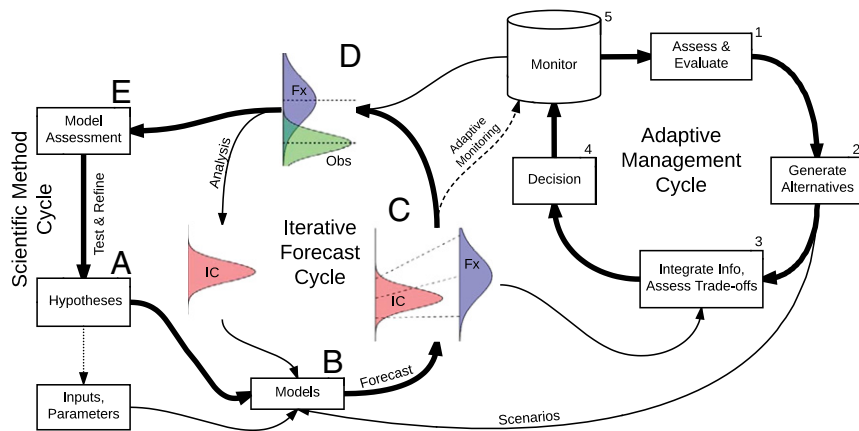 D
Fx
Obs
5
Monitor
1
Assess &
Evaluate
E
Model
Assessment
Scientific Method
Cycle
Test & Refine
Analysis
Adaptive
Monitoring
4
Decision
Adaptive
Management
Cycle
2
Generate
Alternatives
A
Hypotheses
IC
Iterative
Forecast
Cycle
C
IC
Fx
3
Integrate Info,
Assess Trade-offs
B
Models
Forecast
Inputs,
Parameters
Scenarios